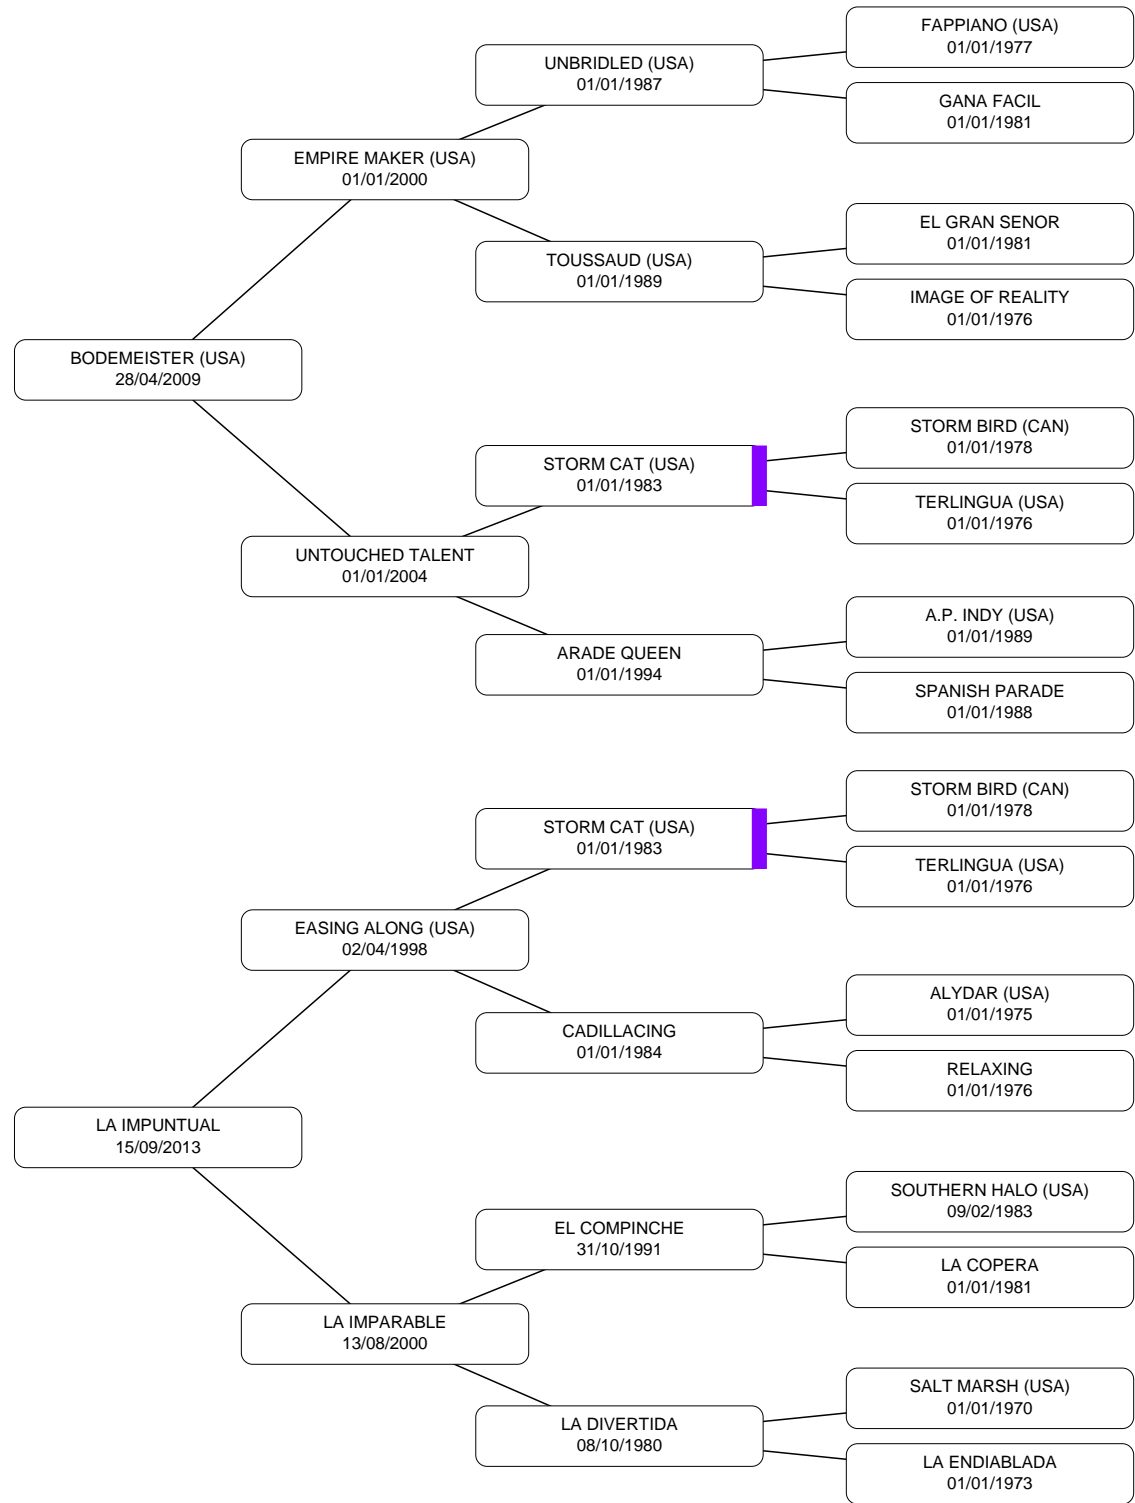 FAPPIANO (USA)
01/01/1977
UNBRIDLED (USA)
01/01/1987
GANA FACIL
01/01/1981
EMPIRE MAKER (USA)
01/01/2000
EL GRAN SENOR
01/01/1981
TOUSSAUD (USA)
01/01/1989
IMAGE OF REALITY
01/01/1976
BODEMEISTER (USA)
28/04/2009
STORM BIRD (CAN)
01/01/1978
STORM CAT (USA)
01/01/1983
TERLINGUA (USA)
01/01/1976
UNTOUCHED TALENT
01/01/2004
A.P. INDY (USA)
01/01/1989
ARADE QUEEN
01/01/1994
SPANISH PARADE
01/01/1988
STORM BIRD (CAN)
01/01/1978
STORM CAT (USA)
01/01/1983
TERLINGUA (USA)
01/01/1976
EASING ALONG (USA)
02/04/1998
ALYDAR (USA)
01/01/1975
CADILLACING
01/01/1984
RELAXING
01/01/1976
LA IMPUNTUAL
15/09/2013
SOUTHERN HALO (USA)
09/02/1983
EL COMPINCHE
31/10/1991
LA COPERA
01/01/1981
LA IMPARABLE
13/08/2000
SALT MARSH (USA)
01/01/1970
LA DIVERTIDA
08/10/1980
LA ENDIABLADA
01/01/1973